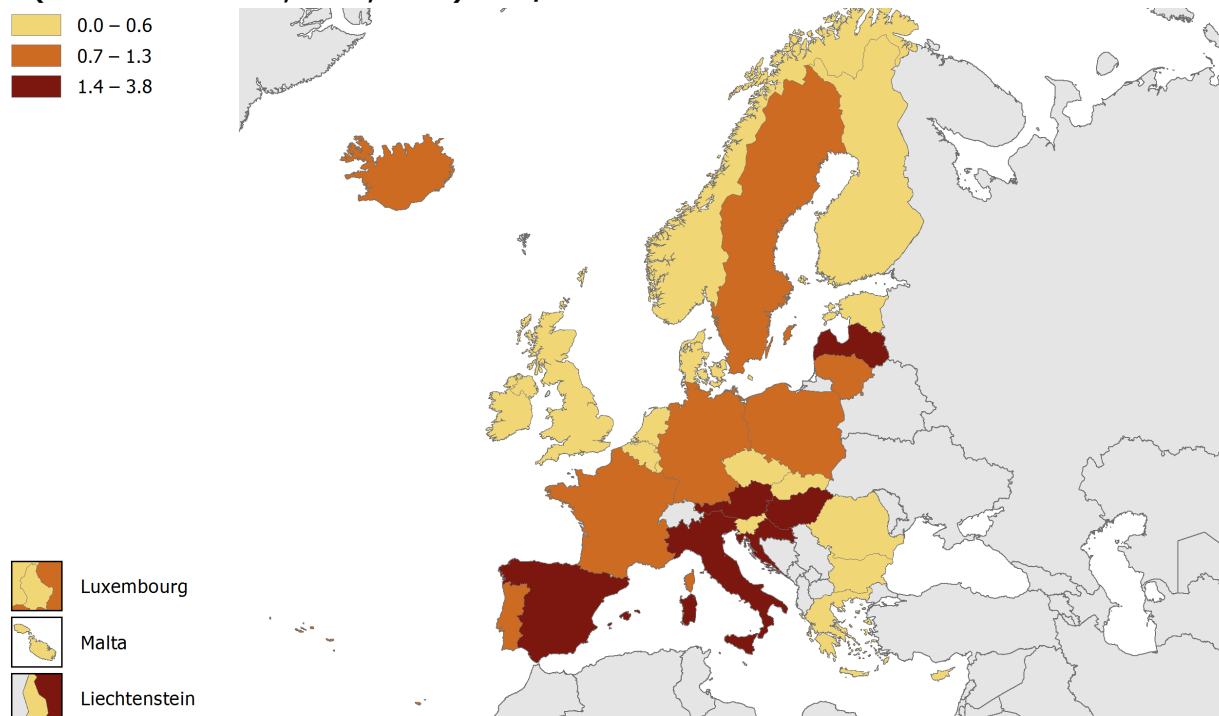 0.0 – 0.6
0.7 – 1.3
1.4 – 3.8
Luxembourg
Malta
Liechtenstein